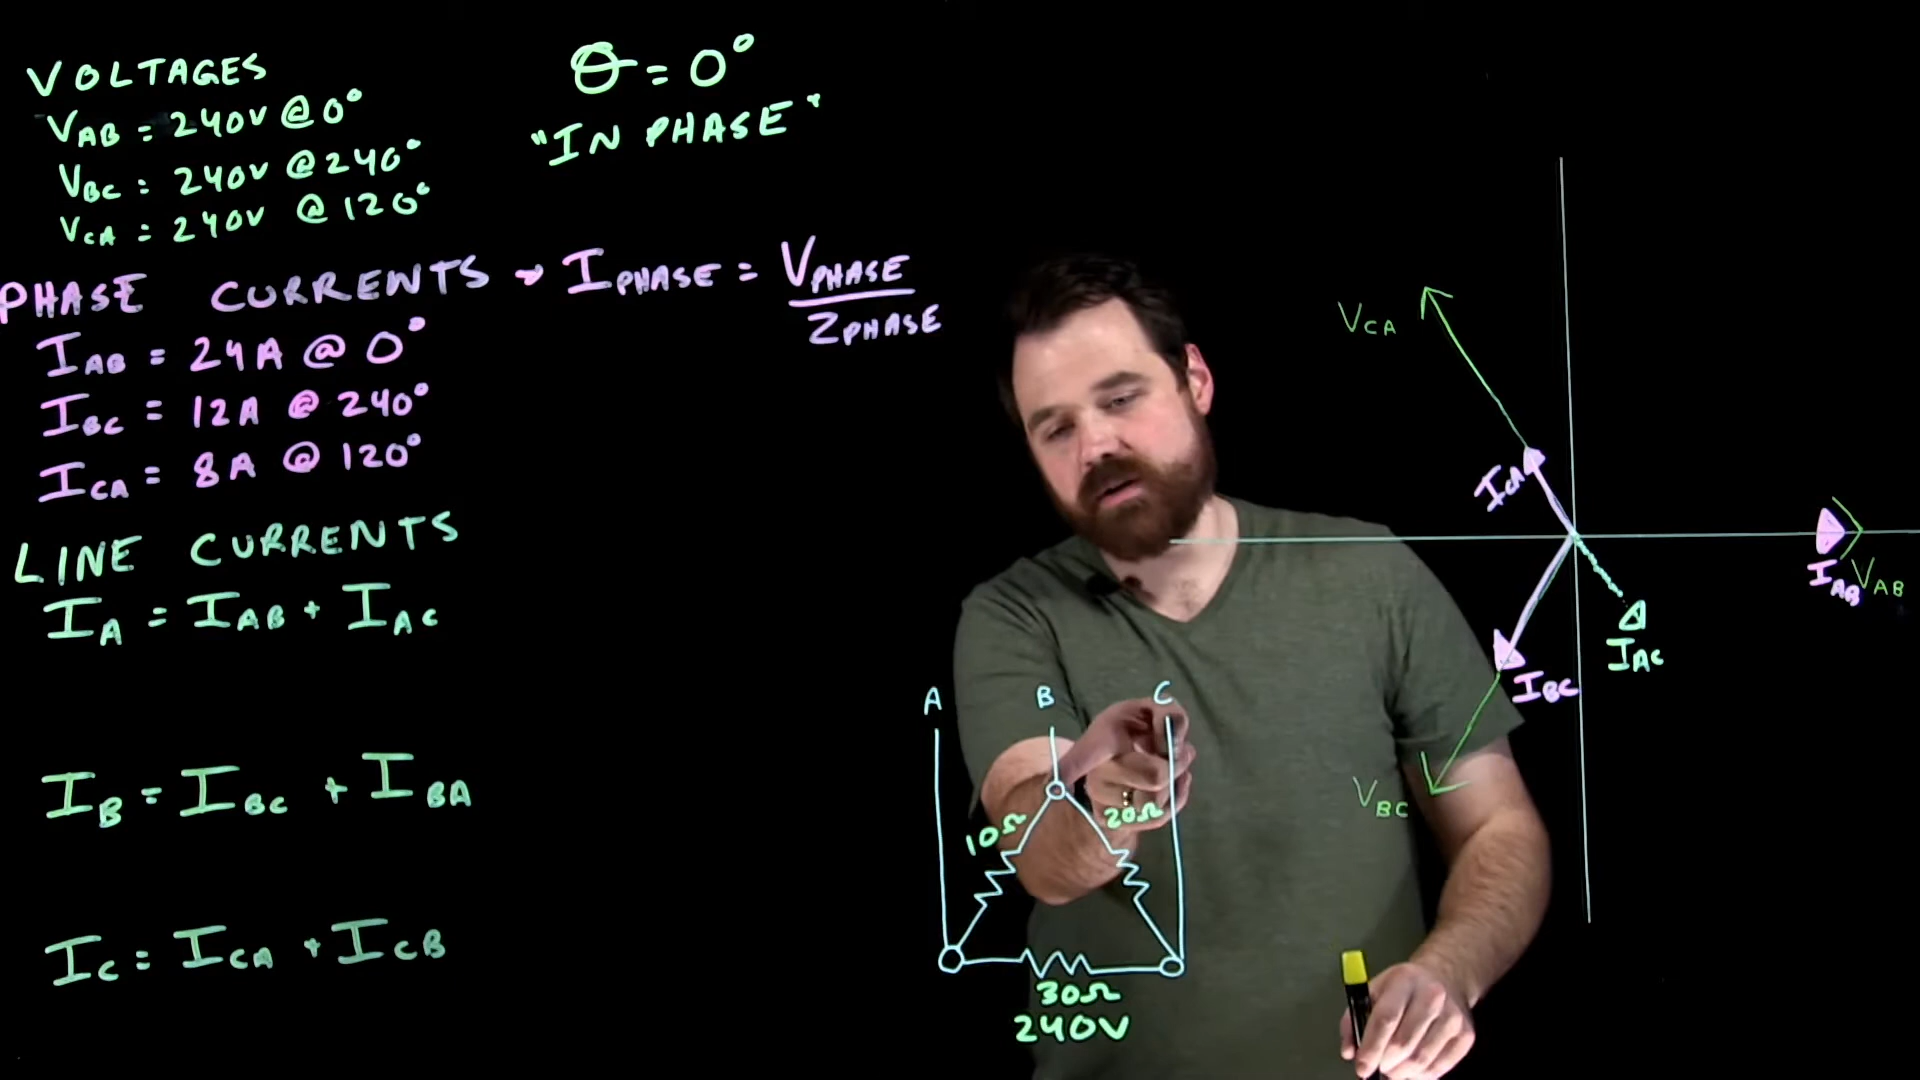 VOLTAGES
VAB = 240V @ 0°
VBC = 240V @ 240°
VCA = 240V @ 120°
θ = 0°
"IN PHASE"
PHASE CURRENTS → IPHASE = VPHASE
ZPHASE
IAB = 24A @ 0°
IBC = 12A @ 240°
ICA = 8A @ 120°
LINE CURRENTS
IA = IAB + IAC
IB = IBC + IBA
IC = ICA + ICB
A B C
10Ω 20Ω
30Ω
240V
VCA
ICA
IAB VAB
IAC
IBC
VBC